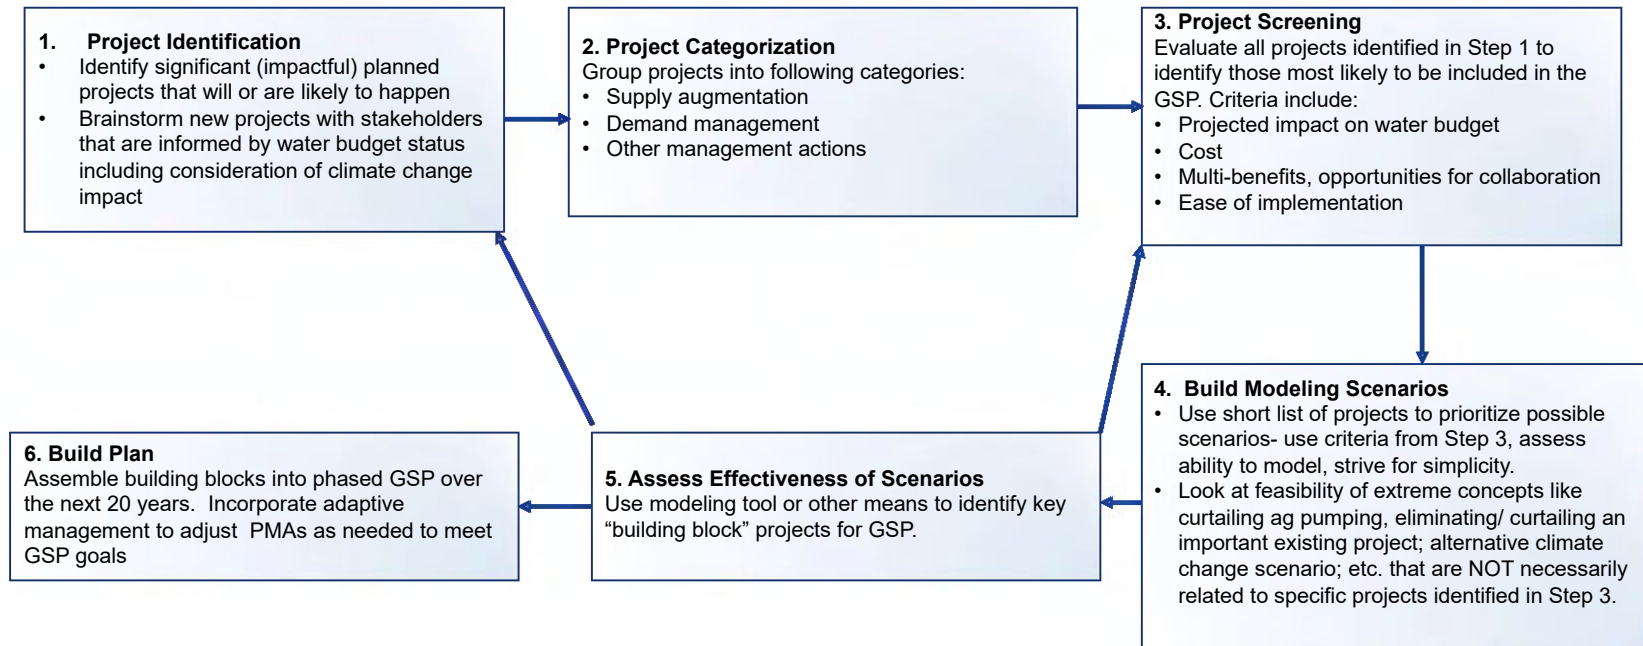 1. Project Identification
• Identify significant (impactful) planned
projects that will or are likely to happen
• Brainstorm new projects with stakeholders
that are informed by water budget status
including consideration of climate change
impact
2. Project Categorization
Group projects into following categories:
• Supply augmentation
• Demand management
• Other management actions
3. Project Screening
Evaluate all projects identified in Step 1 to
identify those most likely to be included in the
GSP. Criteria include:
• Projected impact on water budget
• Cost
• Multi-benefits, opportunities for collaboration
• Ease of implementation
4. Build Modeling Scenarios
• Use short list of projects to prioritize possible
scenarios- use criteria from Step 3, assess
ability to model, strive for simplicity.
• Look at feasibility of extreme concepts like
curtailing ag pumping, eliminating/ curtailing an
important existing project; alternative climate
change scenario; etc. that are NOT necessarily
related to specific projects identified in Step 3.
5. Assess Effectiveness of Scenarios
Use modeling tool or other means to identify key
“building block” projects for GSP.
6. Build Plan
Assemble building blocks into phased GSP over
the next 20 years. Incorporate adaptive
management to adjust PMAs as needed to meet
GSP goals